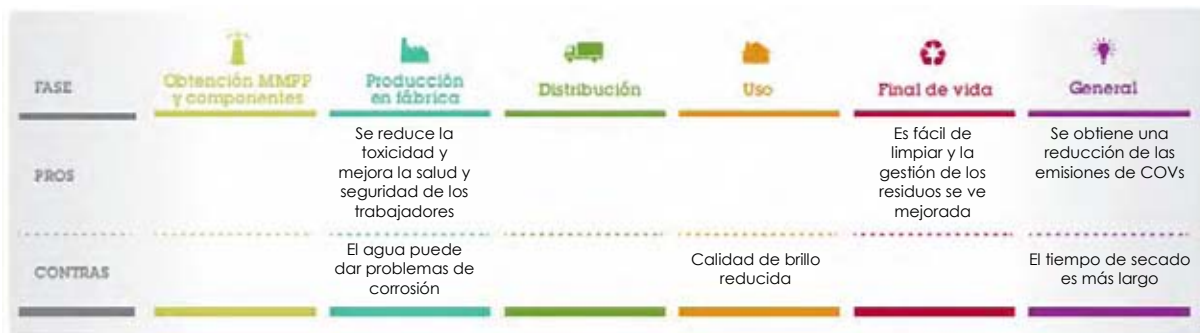 FASE
Obtención MMPP
y componentes
Producción
en fábrica
Distribución
Uso
Final de vida
General
PROS
Se reduce la
toxicidad y
mejora la salud y
seguridad de los
trabajadores
Es fácil de
limpiar y la
gestión de los
residuos se ve
mejorada
Se obtiene una
reducción de las
emisiones de COVs
CONTRAS
El agua puede
dar problemas de
corrosión
Calidad de brillo
reducida
El tiempo de secado
es más largo